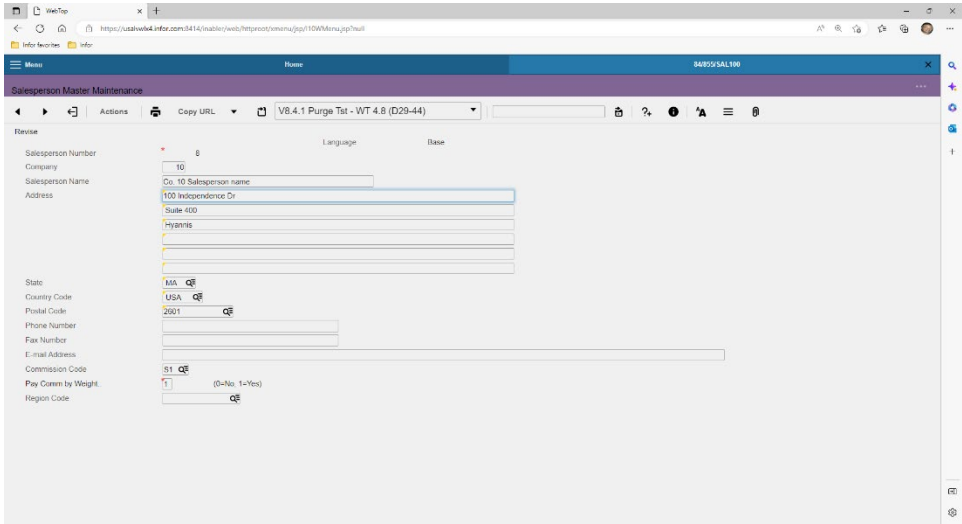 WebTop
https://usalvwlx4.infor.com:8414/inabler/web/httproot/xmenu/jsp/I10WMenu.jsp?null
Infor favorites Infor
Menu Home 84/855/SAL100
Salesperson Master Maintenance
Actions Copy URL V8.4.1 Purge Tst - WT 4.8 (D29-44)
Revise
Language Base
Salesperson Number * 8
Company 10
Salesperson Name Co. 10 Salesperson name
Address 100 Independence Dr
Suite 400
Hyannis
State MA
Country Code USA
Postal Code 2601
Phone Number
Fax Number
E-mail Address
Commission Code S1
Pay Comm by Weight. 1 (0=No, 1=Yes)
Region Code